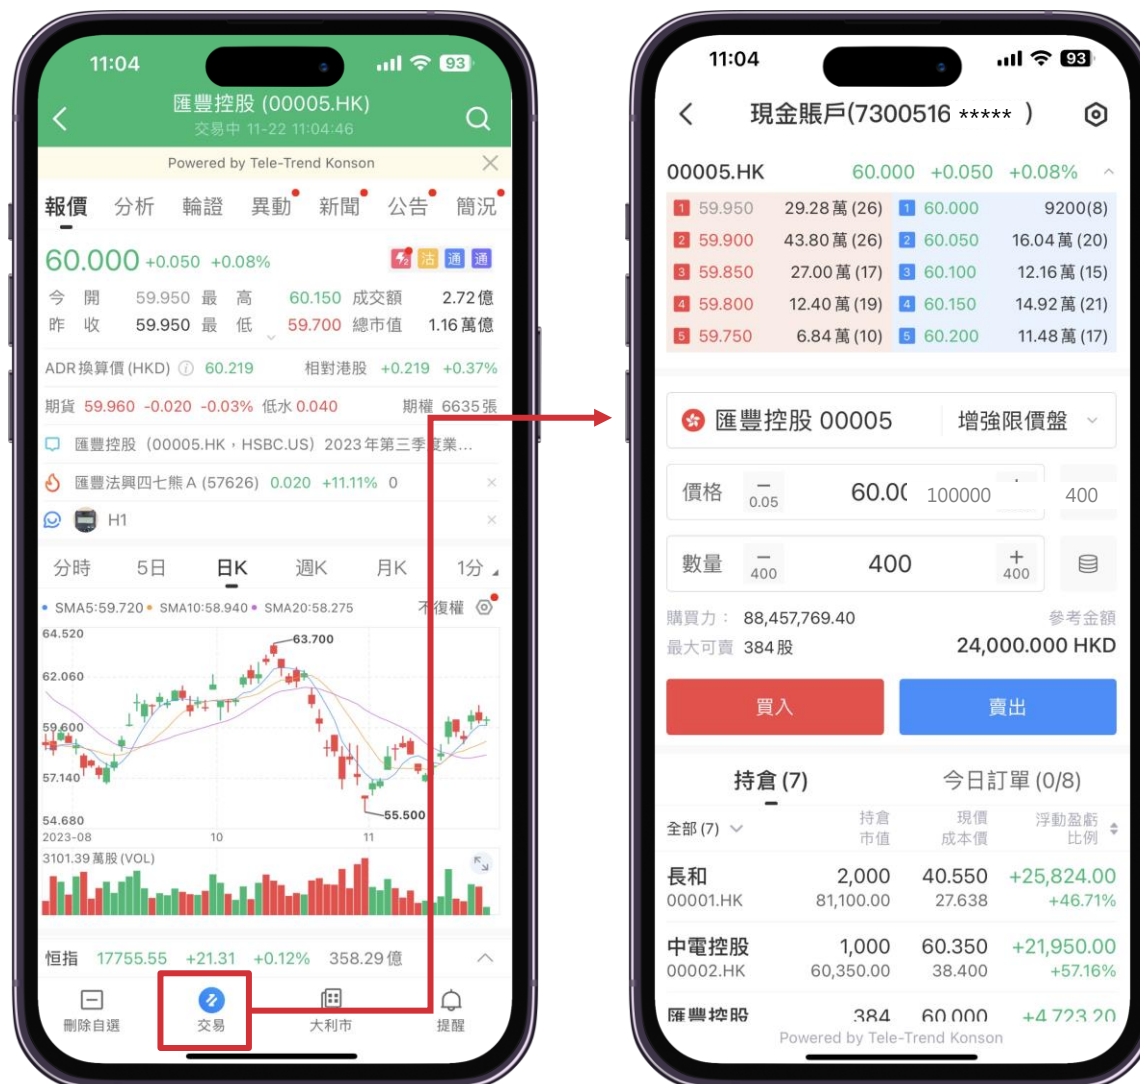 11:04
93
匯豐控股 (00005.HK)
交易中 11-22 11:04:46
Powered by Tele-Trend Konson
報價 分析 輪證 異動 新聞 公告 簡況
60.000 +0.050 +0.08% 沽 通 通
今開 59.950 最高 60.150 成交額 2.72億
昨收 59.950 最低 59.700 總市值 1.16萬億
ADR換算價(HKD) 60.219 相對港股 +0.219 +0.37%
期貨 59.960 -0.020 -0.03% 低水 0.040 期權 6635張
匯豐控股（00005.HK，HSBC.US）2023年第三季度業...
匯豐法興四七熊A(57626) 0.020 +11.11% 0
H1
分時 5日 日K 週K 月K 1分
SMA5:59.720 SMA10:58.940 SMA20:58.275 不復權
64.520
63.700
62.060
59.600
57.140
55.500
54.680
2023-08 10 11
3101.39萬股(VOL)
恒指 17755.55 +21.31 +0.12% 358.29億
刪除自選 交易 大利市 提醒
11:04
93
現金賬戶(7300516 ***** )
00005.HK 60.000 +0.050 +0.08%
1 59.950 29.28萬(26) 1 60.000 9200(8)
2 59.900 43.80萬(26) 2 60.050 16.04萬(20)
3 59.850 27.00萬(17) 3 60.100 12.16萬(15)
4 59.800 12.40萬(19) 4 60.150 14.92萬(21)
5 59.750 6.84萬(10) 5 60.200 11.48萬(17)
匯豐控股 00005 增強限價盤
價格 − 0.05 60.0 100000 400
數量 − 400 400 + 400
購買力： 88,457,769.40 參考金額
最大可賣 384股 24,000.000 HKD
買入 賣出
持倉(7) 今日訂單(0/8)
全部(7) 持倉 現價 浮動盈虧
市值 成本價 比例
長和 2,000 40.550 +25,824.00
00001.HK 81,100.00 27.638 +46.71%
中電控股 1,000 60.350 +21,950.00
00002.HK 60,350.00 38.400 +57.16%
匯豐控股 384 60.000 +4,723.20
Powered by Tele-Trend Konson